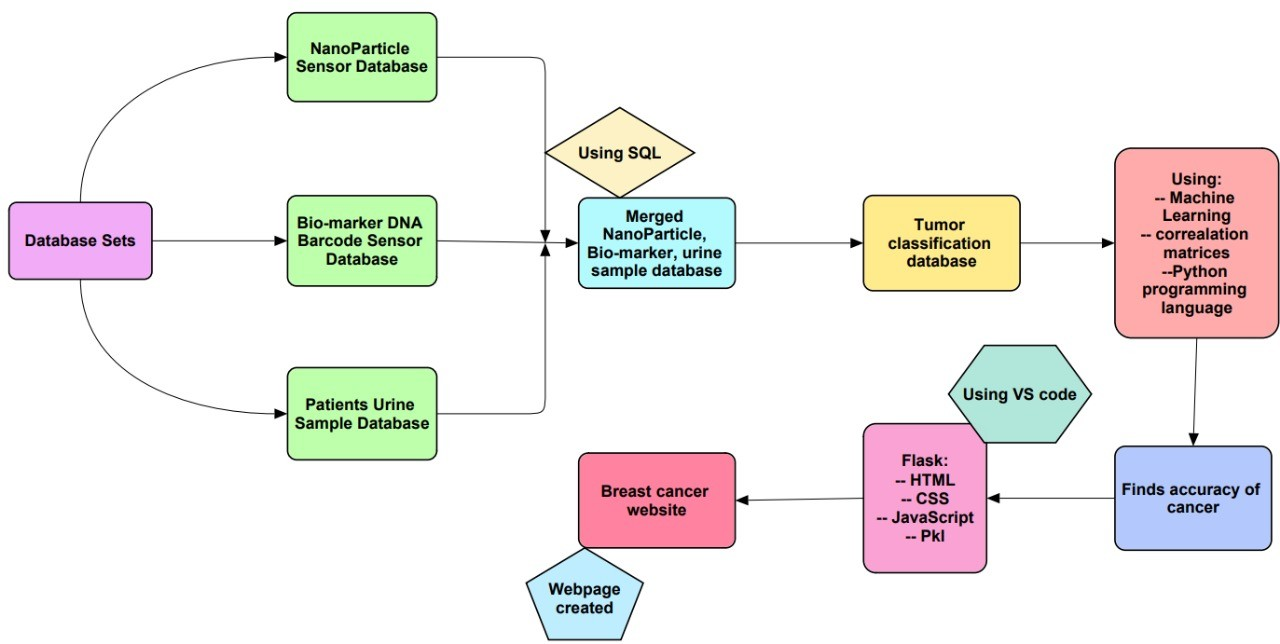 NanoParticle
Sensor Database
Using SQL
Database Sets
Bio-marker DNA
Barcode Sensor
Database
Merged
NanoParticle,
Bio-marker, urine
sample database
Tumor
classification
database
Using:
-- Machine
Learning
-- correalation
matrices
--Python
programming
language
Patients Urine
Sample Database
Using VS code
Finds accuracy of
cancer
Flask:
-- HTML
-- CSS
-- JavaScript
-- Pkl
Breast cancer
website
Webpage
created